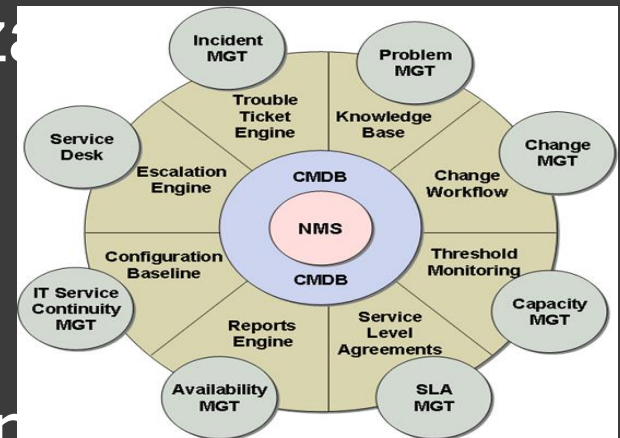 za
Incident
MGT
Problem
MGT
Trouble
Ticket
Engine
Knowledge
Base
Service
Desk
Change
MGT
Escalation
Engine
CMDB
Change
Workflow
NMS
Configuration
Baseline
Threshold
Monitoring
CMDB
IT Service
Continuity
MGT
Capacity
MGT
Reports
Engine
Service
Level
Agreements
Availability
MGT
SLA
MGT